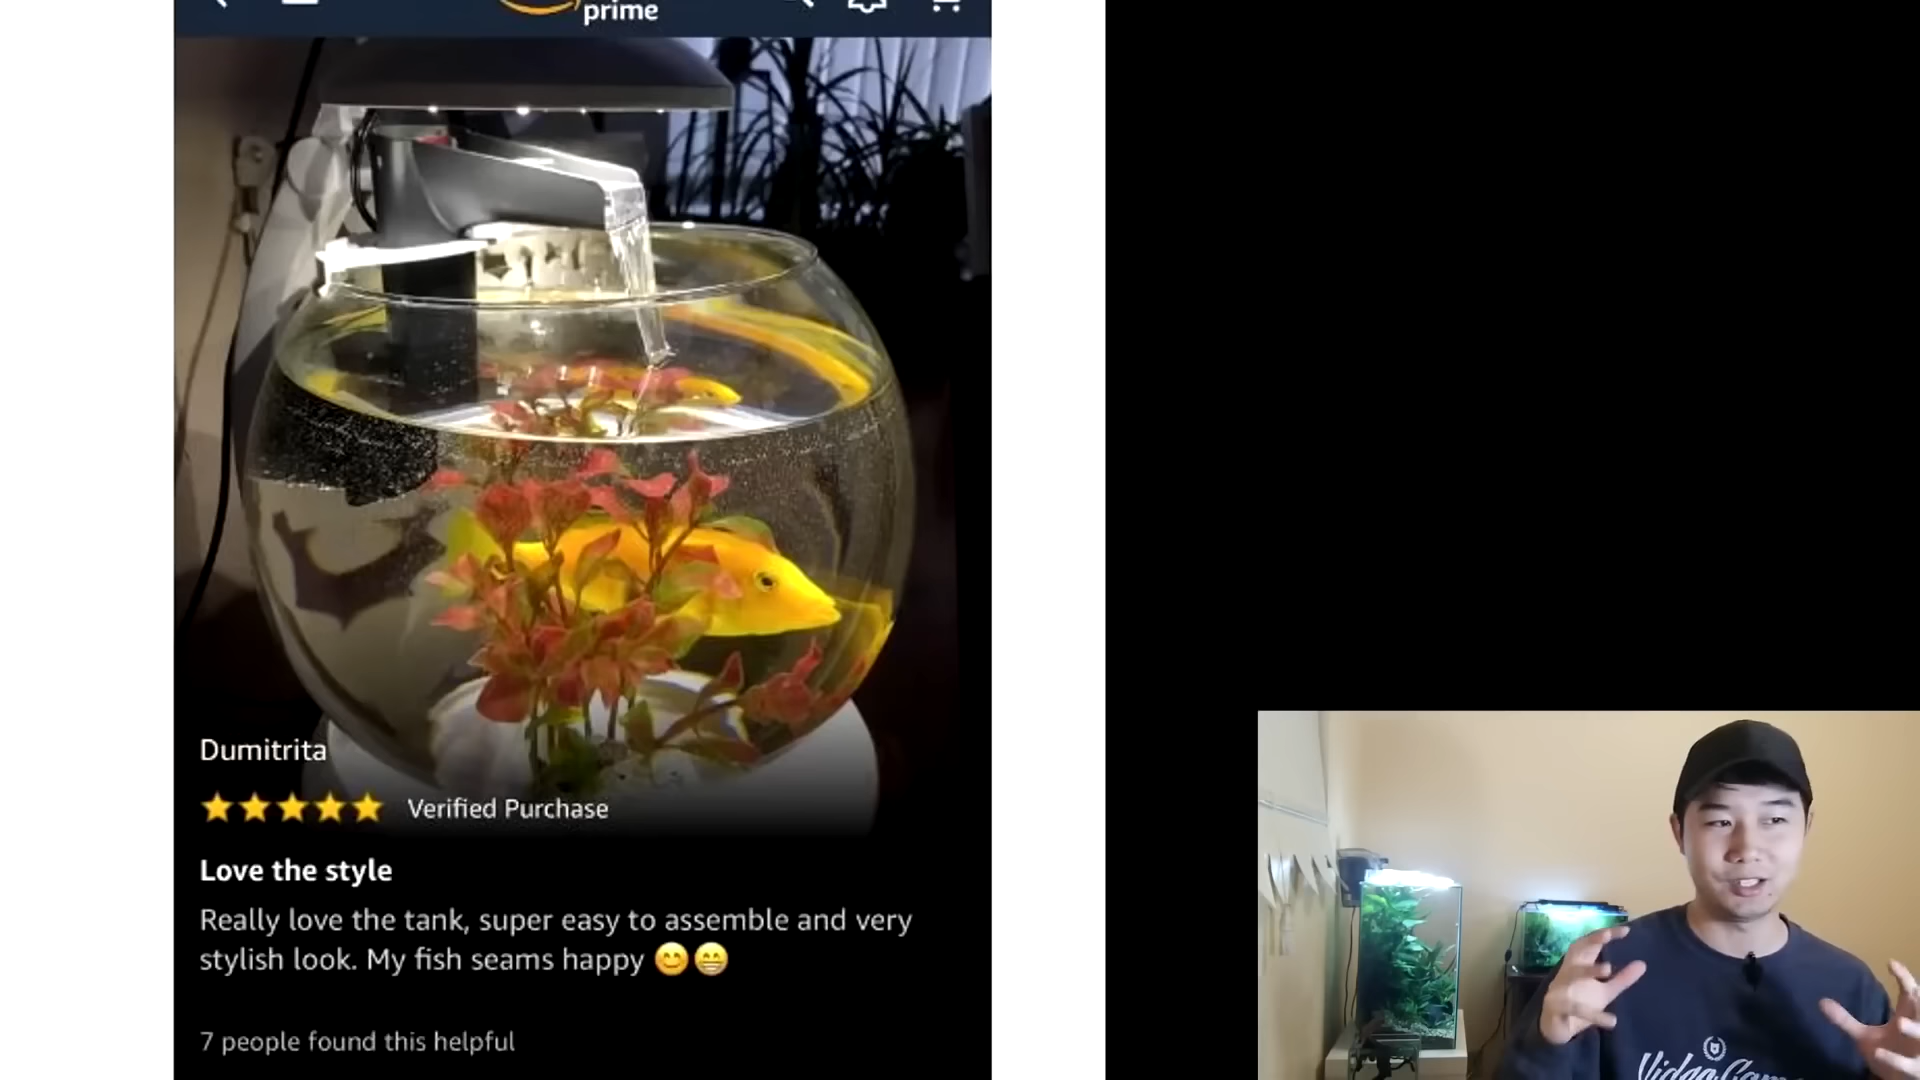 prime
Dumitrita
Verified Purchase
Love the style
Really love the tank, super easy to assemble and very
stylish look. My fish seams happy 😊😁
7 people found this helpful